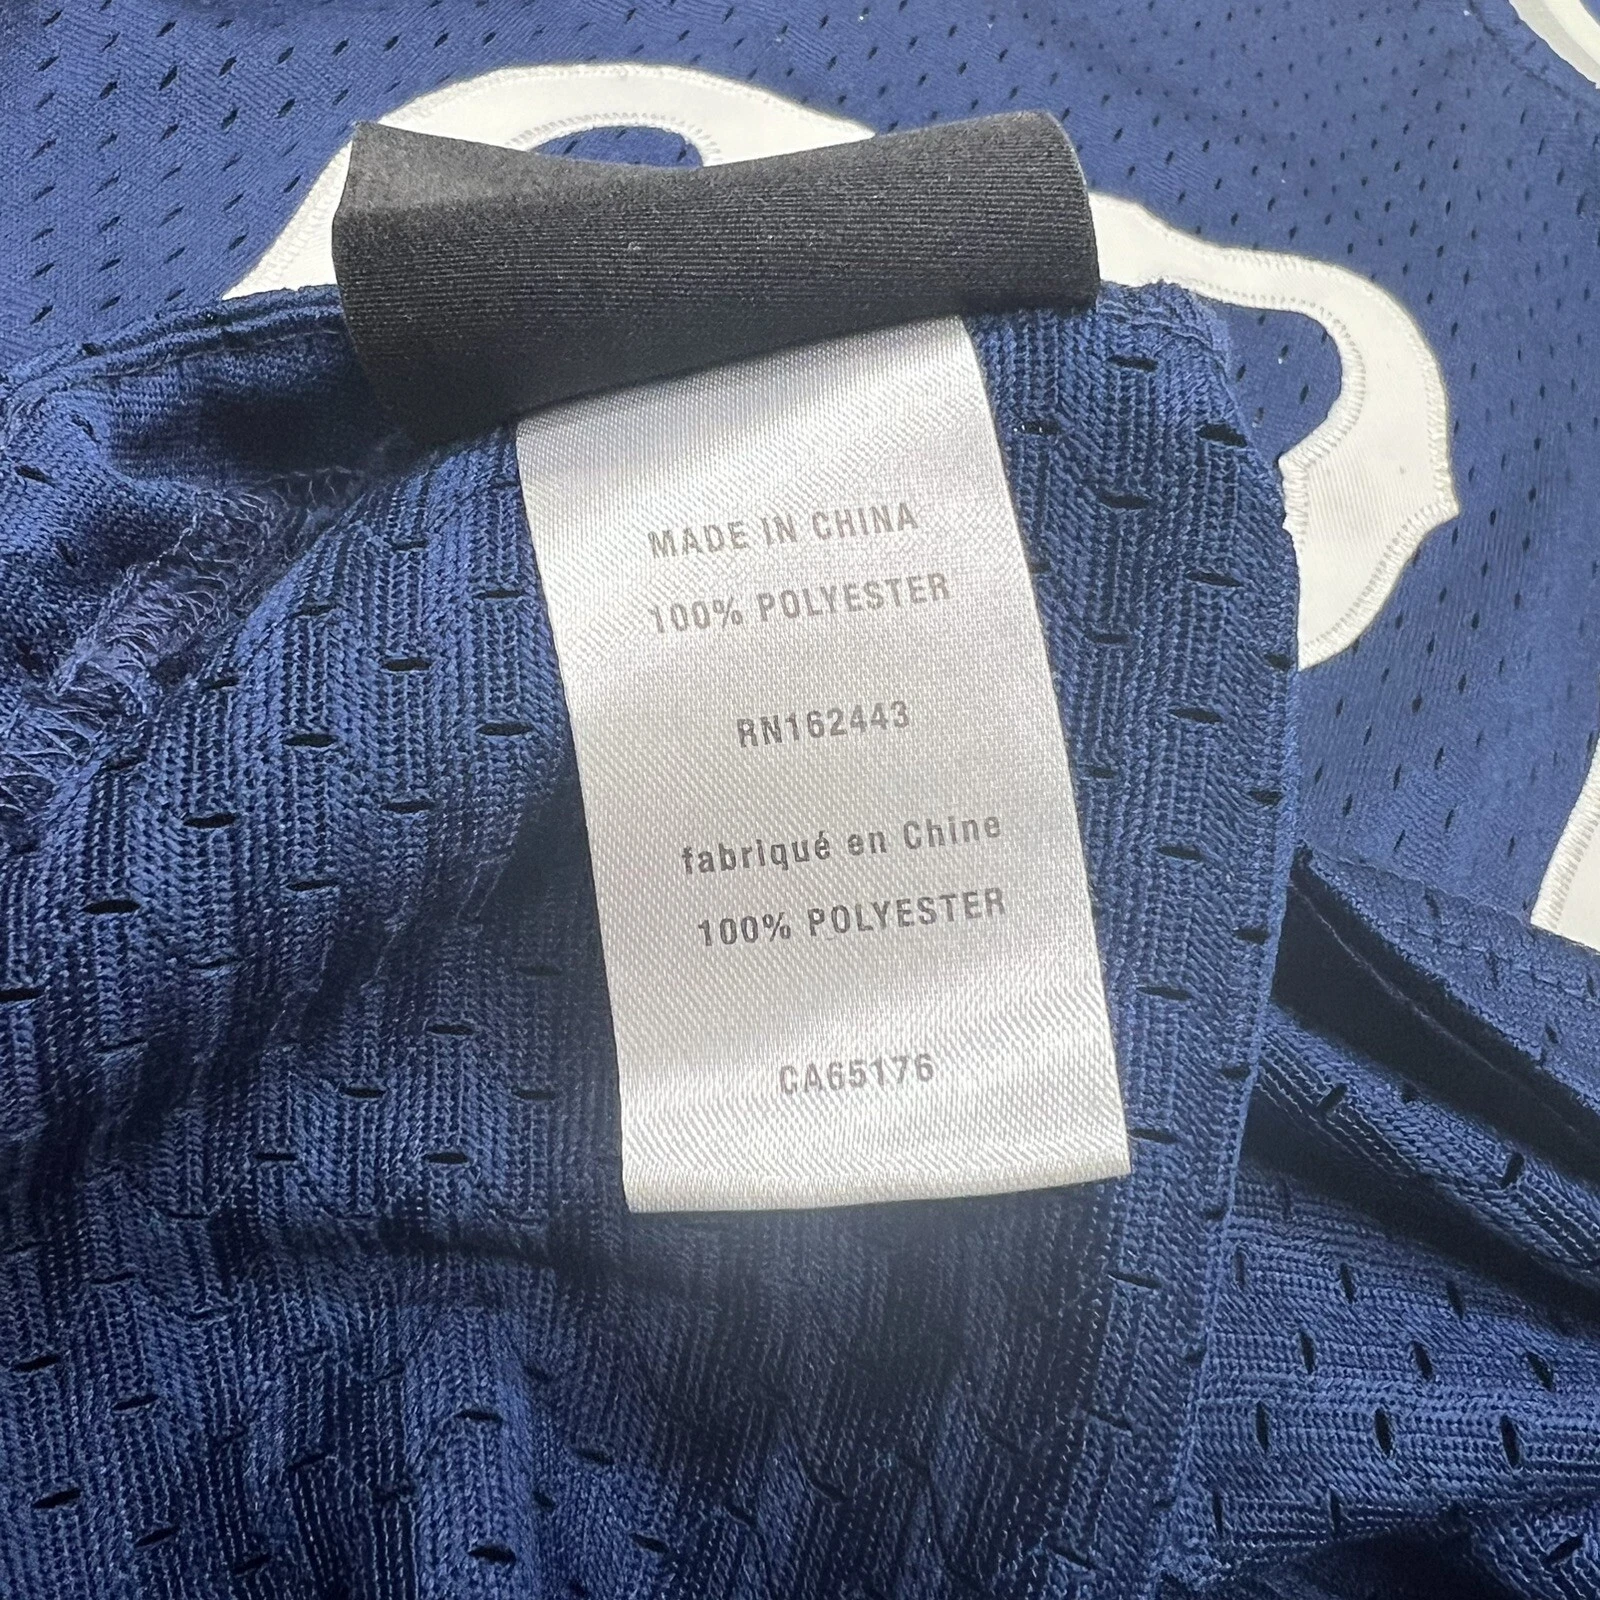 MADE IN CHINA
100% POLYESTER
RN162443
fabriqué en Chine
100% POLYESTER
CA65176